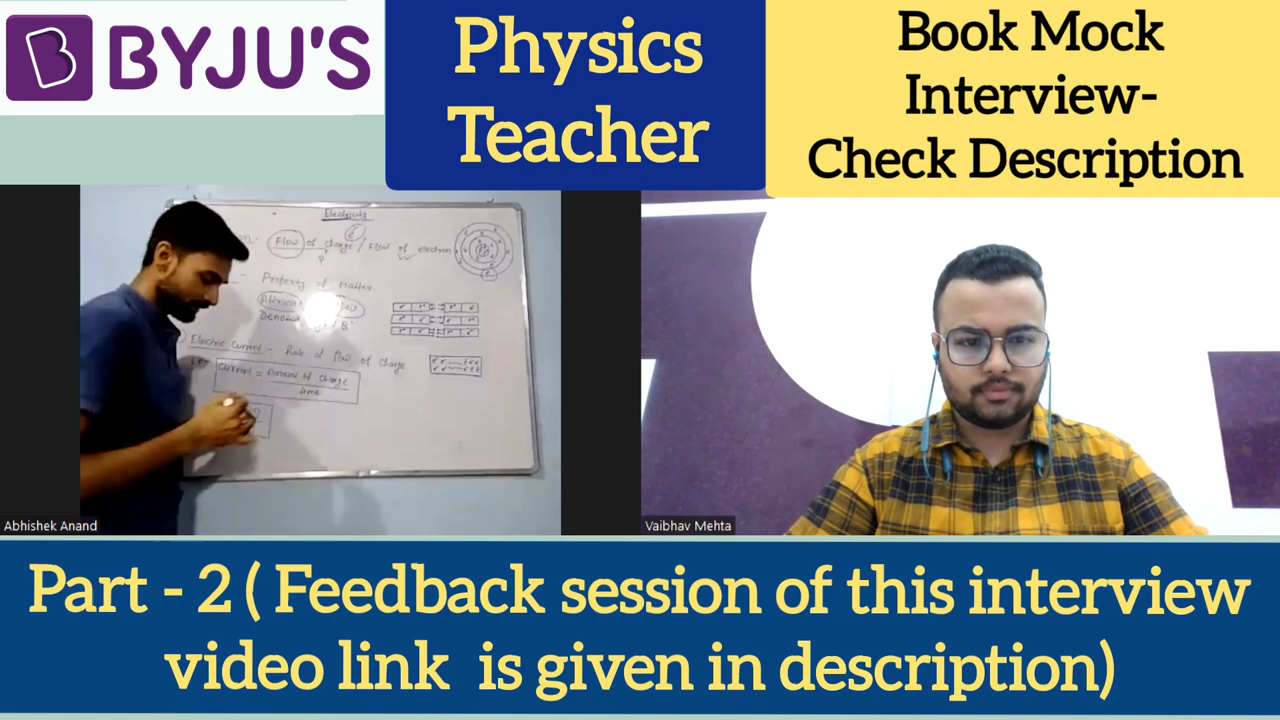 BYJU'S
Physics
Teacher
Book Mock
Interview-
Check Description
Electricity
Flow of charge / Flow of electron
e⁻
Property of Matter
Electric Current - Rate of flow of charge
Current = Amount of charge
time
Abhishek Anand
Vaibhav Mehta
Part - 2 ( Feedback session of this interview
video link is given in description)